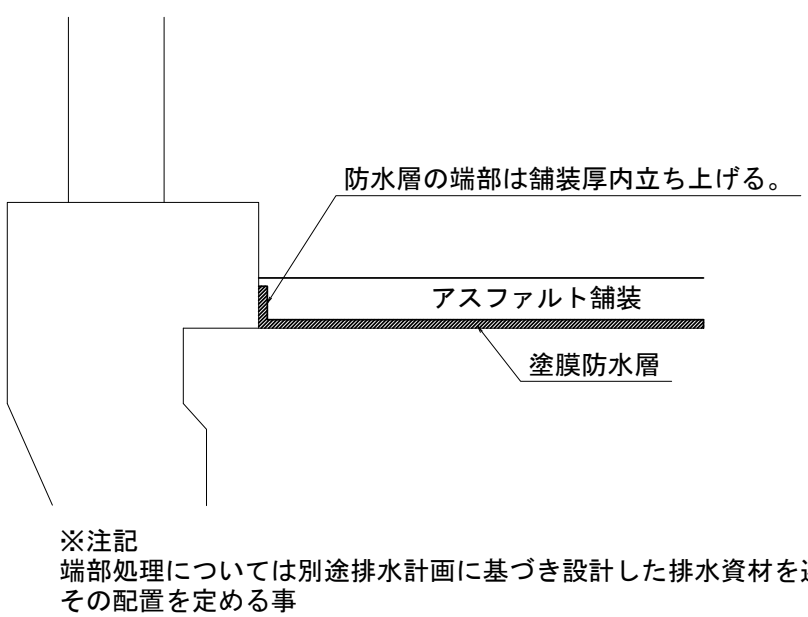 防水層の端部は舗装厚内立ち上げる。
アスファルト舗装
塗膜防水層
※注記
端部処理については別途排水計画に基づき設計した排水資材を
その配置を定める事